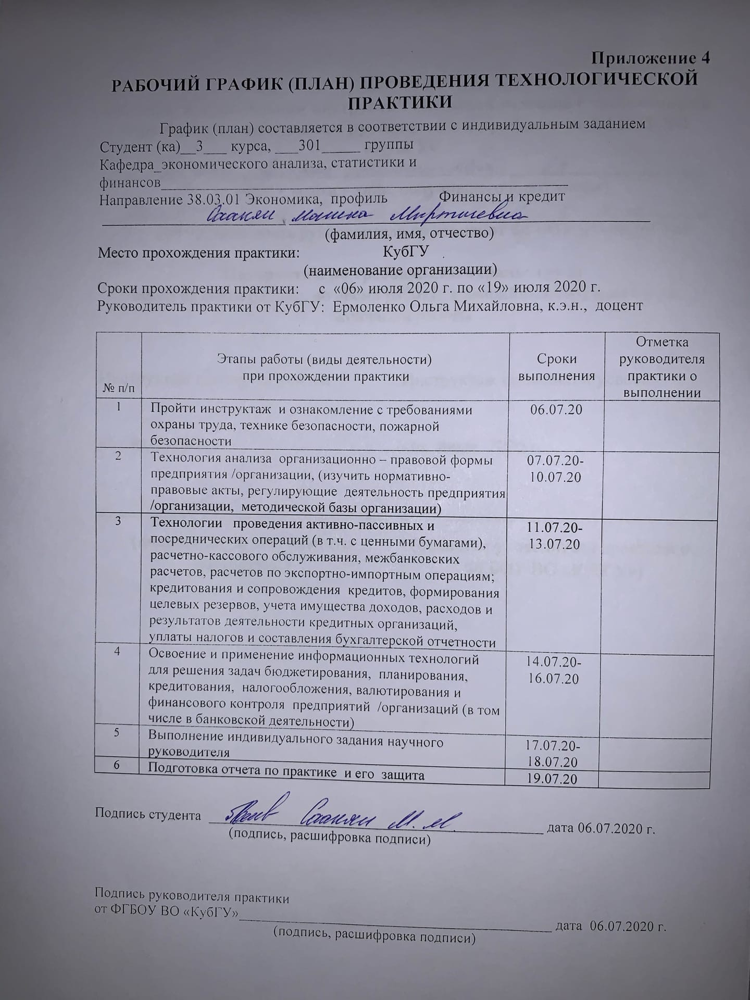 Приложение 4
РАБОЧИЙ ГРАФИК (ПЛАН) ПРОВЕДЕНИЯ ТЕХНОЛОГИЧЕСКОЙ
ПРАКТИКИ
График (план) составляется в соответствии с индивидуальным заданием
Студент (ка)__3___ курса, ___301_____ группы
Кафедра_экономического анализа, статистики и
финансов___
Направление 38.03.01 Экономика, профиль Финансы и кредит
Саакян
(фамилия, имя, отчество)
Место прохождения практики: КубГУ
(наименование организации)
Сроки прохождения практики: с «06» июля 2020 г. по «19» июля 2020 г.
Руководитель практики от КубГУ: Ермоленко Ольга Михайловна, к.э.н., доцент
№ п/п
Этапы работы (виды деятельности)
при прохождении практики
Сроки
выполнения
Отметка
руководителя
практики о
выполнении
1
Пройти инструктаж и ознакомление с требованиями
охраны труда, технике безопасности, пожарной
безопасности
06.07.20
2
Технология анализа организационно – правовой формы
предприятия /организации, (изучить нормативно-
правовые акты, регулирующие деятельность предприятия
/организации, методической базы организации)
07.07.20-
10.07.20
3
Технологии проведения активно-пассивных и
посреднических операций (в т.ч. с ценными бумагами),
расчетно-кассового обслуживания, межбанковских
расчетов, расчетов по экспортно-импортным операциям;
кредитования и сопровождения кредитов, формирования
целевых резервов, учета имущества доходов, расходов и
результатов деятельности кредитных организаций,
уплаты налогов и составления бухгалтерской отчетности
11.07.20-
13.07.20
4
Освоение и применение информационных технологий
для решения задач бюджетирования, планирования,
кредитования, налогообложения, валютирования и
финансового контроля предприятий /организаций (в том
числе в банковской деятельности)
14.07.20-
16.07.20
5
Выполнение индивидуального задания научного
руководителя
17.07.20-
18.07.20
6
Подготовка отчета по практике и его защита
19.07.20
Подпись студента Саакян М.М. дата 06.07.2020 г.
(подпись, расшифровка подписи)
Подпись руководителя практики
от ФГБОУ ВО «КубГУ»___ дата 06.07.2020 г.
(подпись, расшифровка подписи)